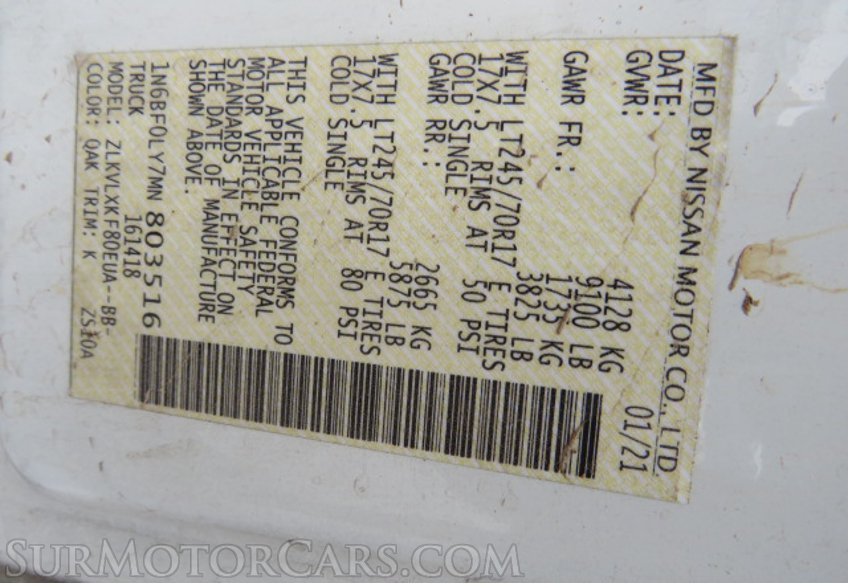 MFD BY NISSAN MOTOR CO., LTD.
DATE: 01/21
GVWR: 4128 KG
9100 LB
GAWR FR.: 1735 KG
3825 LB
WITH LT245/70R17 E TIRES
17X7.5 RIMS AT 50 PSI
COLD SINGLE
GAWR RR.: 2665 KG
5875 LB
WITH LT245/70R17 E TIRES
17X7.5 RIMS AT 80 PSI
COLD SINGLE
THIS VEHICLE CONFORMS TO
ALL APPLICABLE FEDERAL
MOTOR VEHICLE SAFETY
STANDARDS IN EFFECT ON
THE DATE OF MANUFACTURE
SHOWN ABOVE:
1N6BF0LY7MN 803516
TRUCK 161418
MODEL: ZLKVLXKF80EUA--BB-
COLOR: QAK TRIM: K ZS10A
SURMOTORCARS.COM